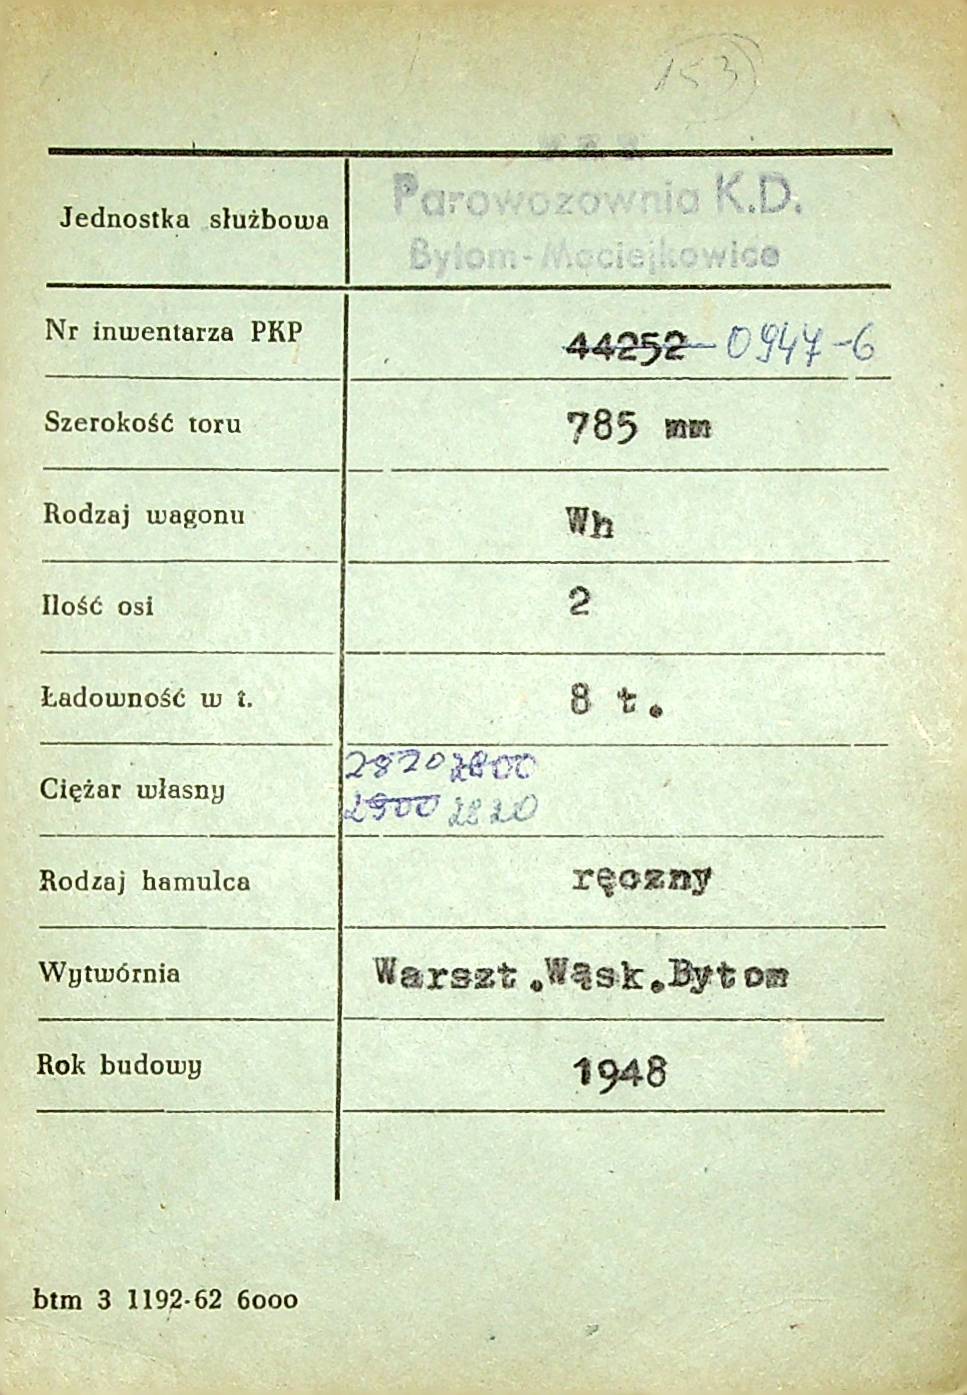 153
Jednostka służbowa
Parowozownia K.D.
Bytom-Maciejkowice
Nr inwentarza PKP 44252 0947-6
Szerokość toru 785 mm
Rodzaj wagonu Wh
Ilość osi 2
Ładowność w t. 8 t.
2820 2800
Ciężar własny
2900 2820
Rodzaj hamulca ręczny
Wytwórnia Warszt.Wąsk.Bytom
Rok budowy 1948
btm 3 1192-62 6000